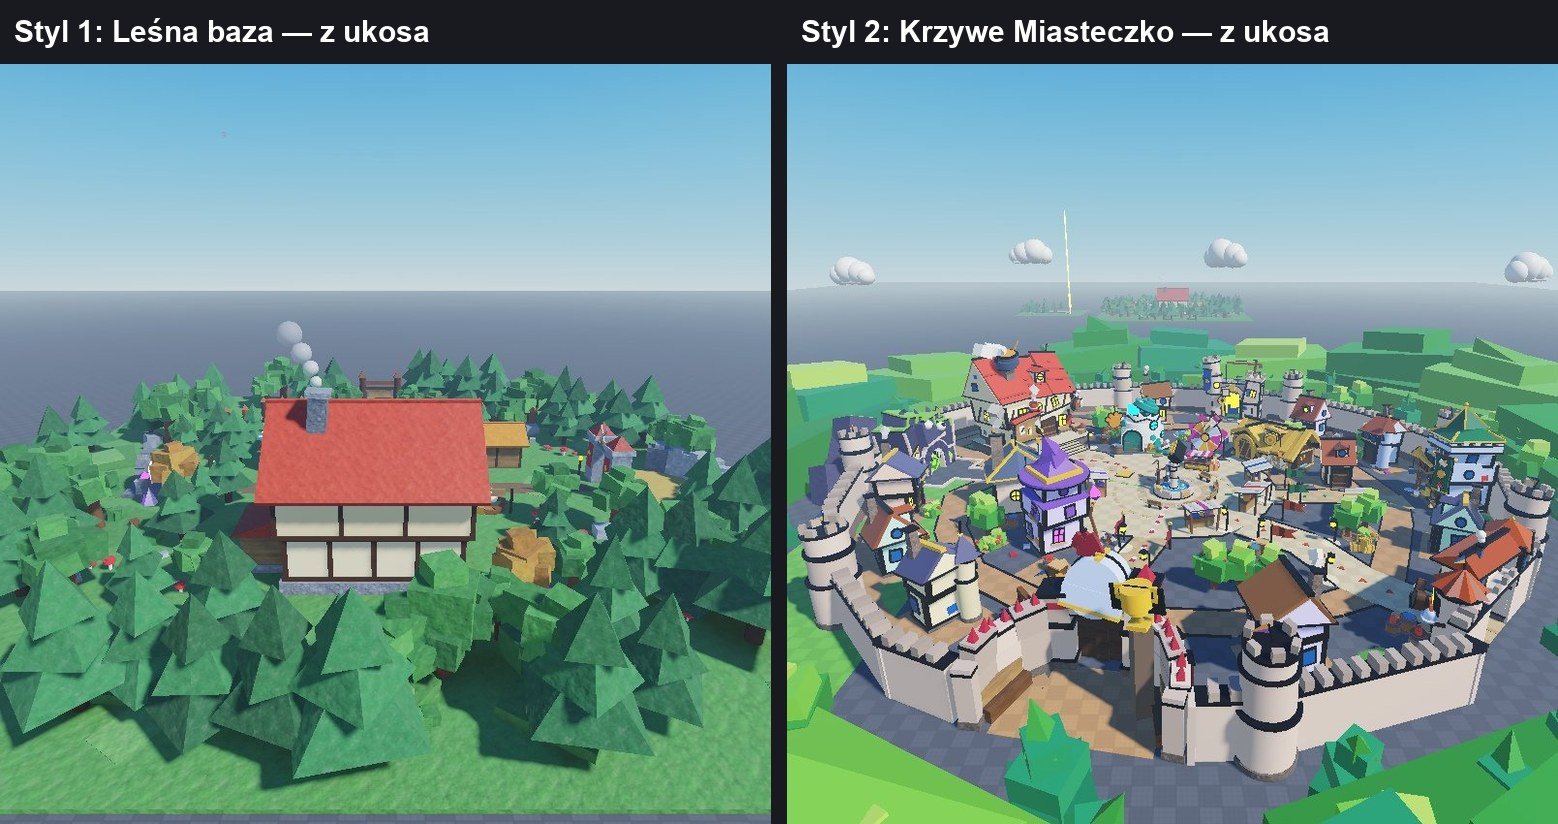 Styl 1: Leśna baza — z ukosa
Styl 2: Krzywe Miasteczko — z ukosa